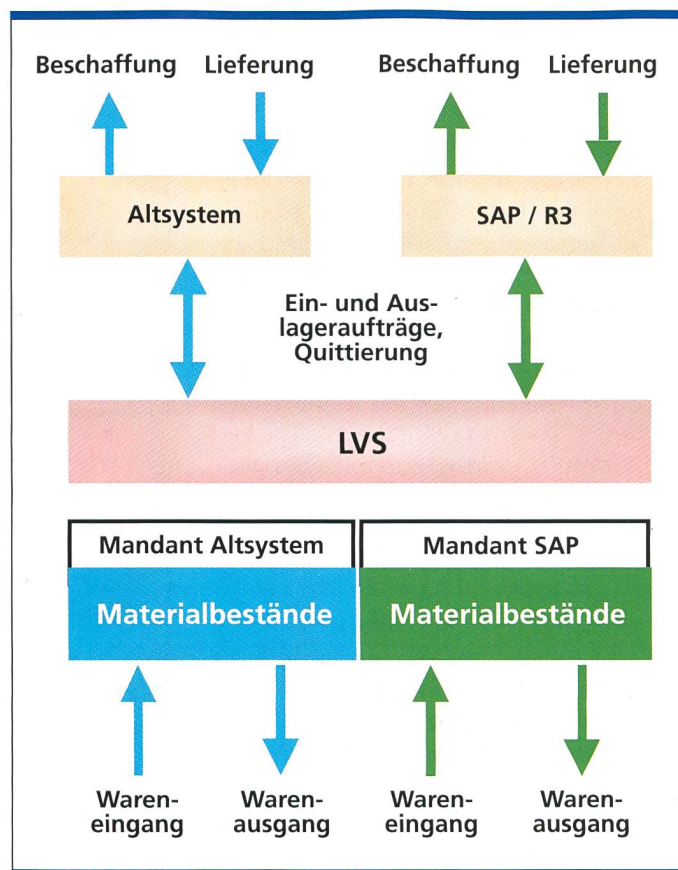 Beschaffung Lieferung Beschaffung Lieferung
Altsystem SAP / R3
Ein- und Aus-
lageraufträge,
Quittierung
LVS
Mandant Altsystem Mandant SAP
Materialbestände Materialbestände
Waren-
eingang
Waren-
ausgang
Waren-
eingang
Waren-
ausgang